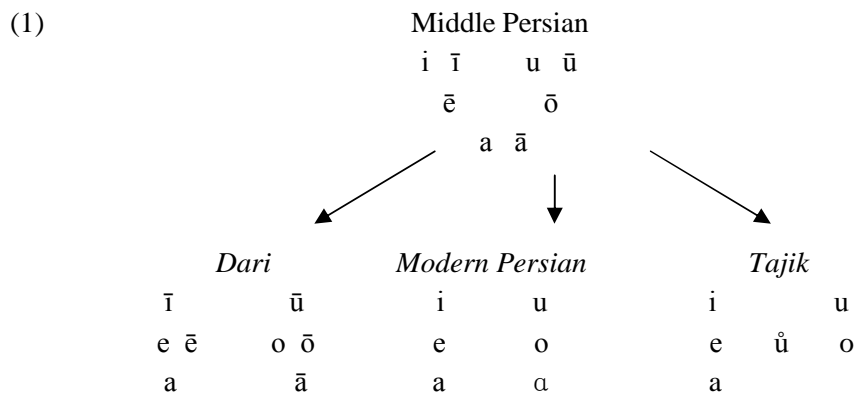 (1) Middle Persian
i ī u ū
ē ō
a ā
Dari Modern Persian Tajik
ī ū i u i u
e ē o ō e o e ů o
a ā a ɑ a